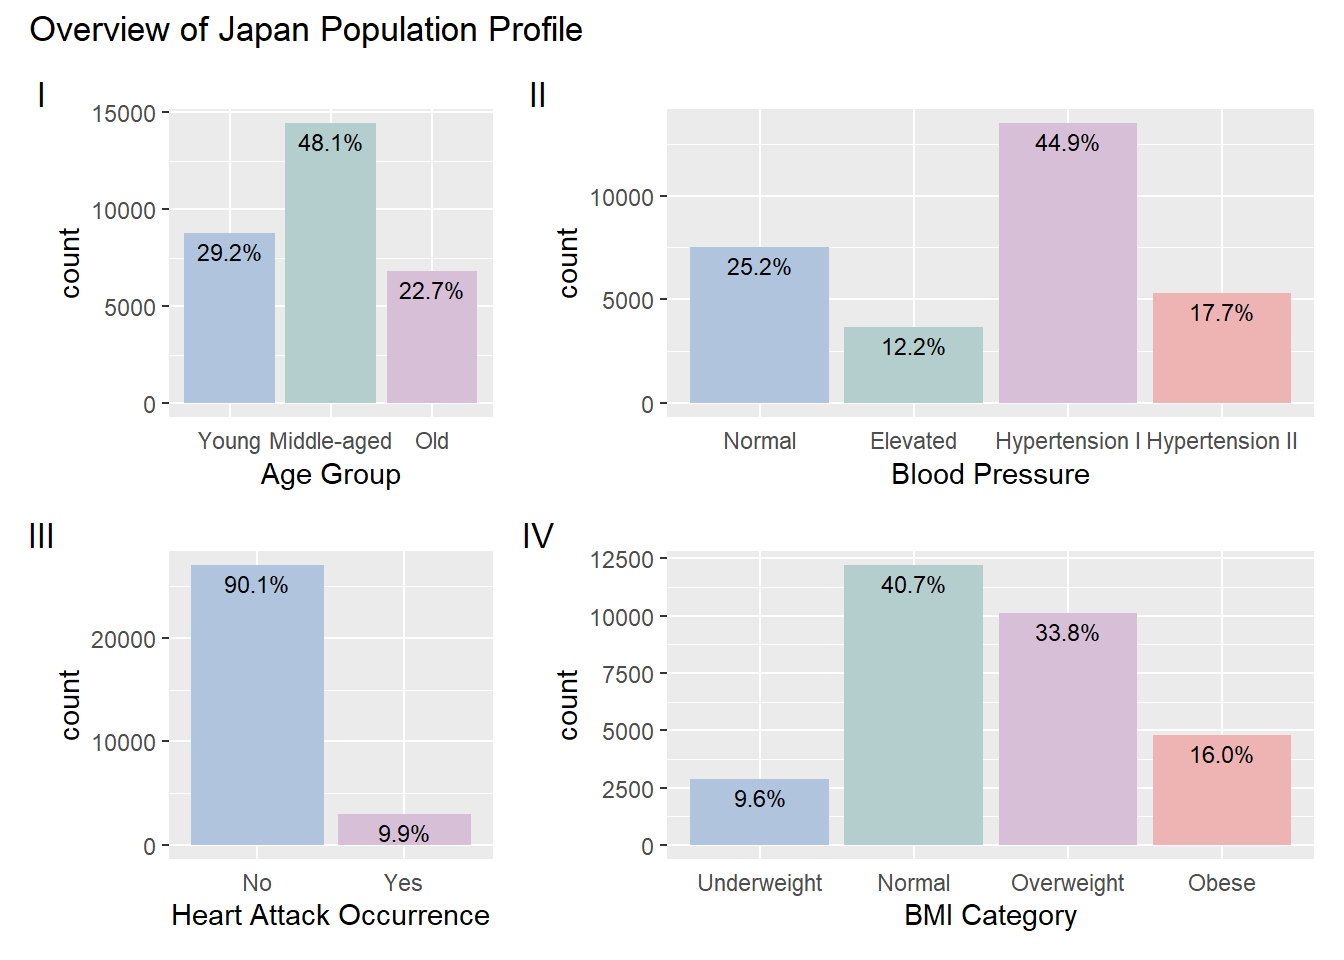 Overview of Japan Population Profile
I
15000
10000
5000
0
count
48.1%
29.2%
22.7%
Young Middle-aged Old
Age Group
II
10000
5000
0
count
44.9%
25.2%
17.7%
12.2%
Normal Elevated Hypertension I Hypertension II
Blood Pressure
III
20000
10000
0
count
90.1%
9.9%
No Yes
Heart Attack Occurrence
IV
12500
10000
7500
5000
2500
0
count
40.7%
33.8%
16.0%
9.6%
Underweight Normal Overweight Obese
BMI Category